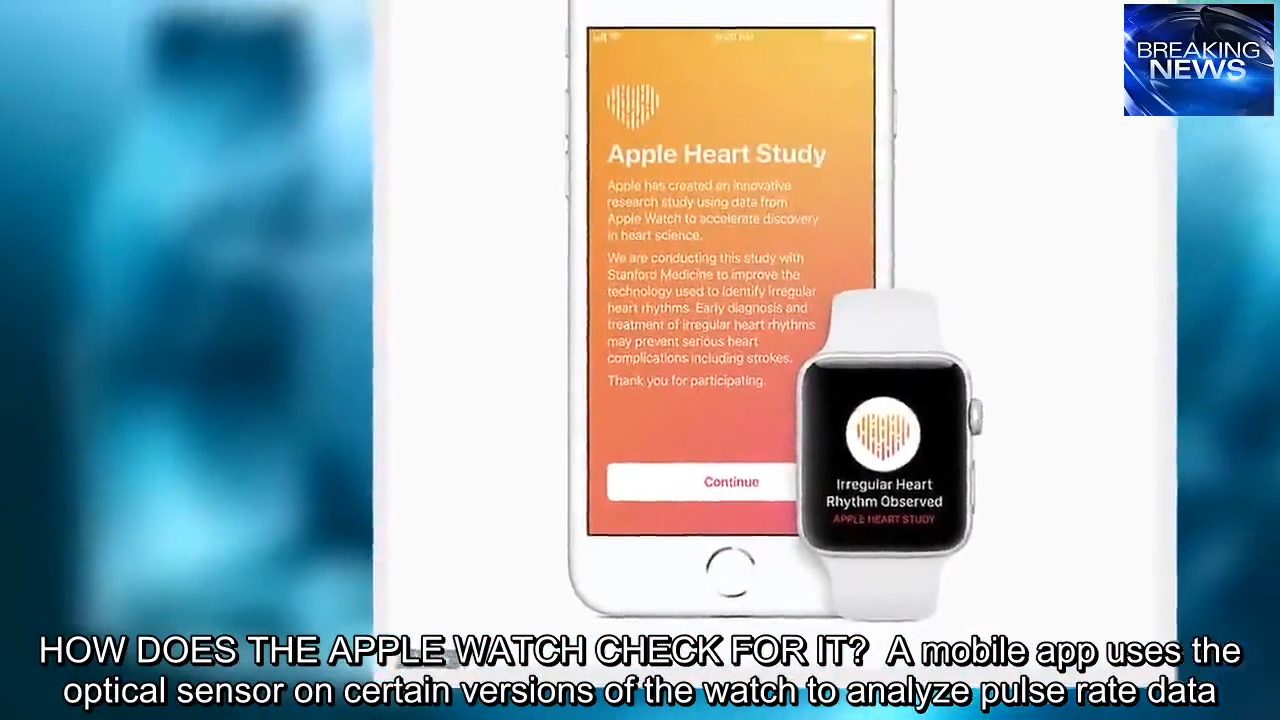 BREAKING
NEWS
Apple Heart Study
Apple has created an innovative
research study using data from
Apple Watch to accelerate discovery
in heart science.
We are conducting this study with
Stanford Medicine to improve the
technology used to identify irregular
heart rhythms. Early diagnosis and
treatment of irregular heart rhythms
may prevent serious heart
complications including strokes.
Thank you for participating.
Continue
Irregular Heart
Rhythm Observed
APPLE HEART STUDY
HOW DOES THE APPLE WATCH CHECK FOR IT? A mobile app uses the
optical sensor on certain versions of the watch to analyze pulse rate data